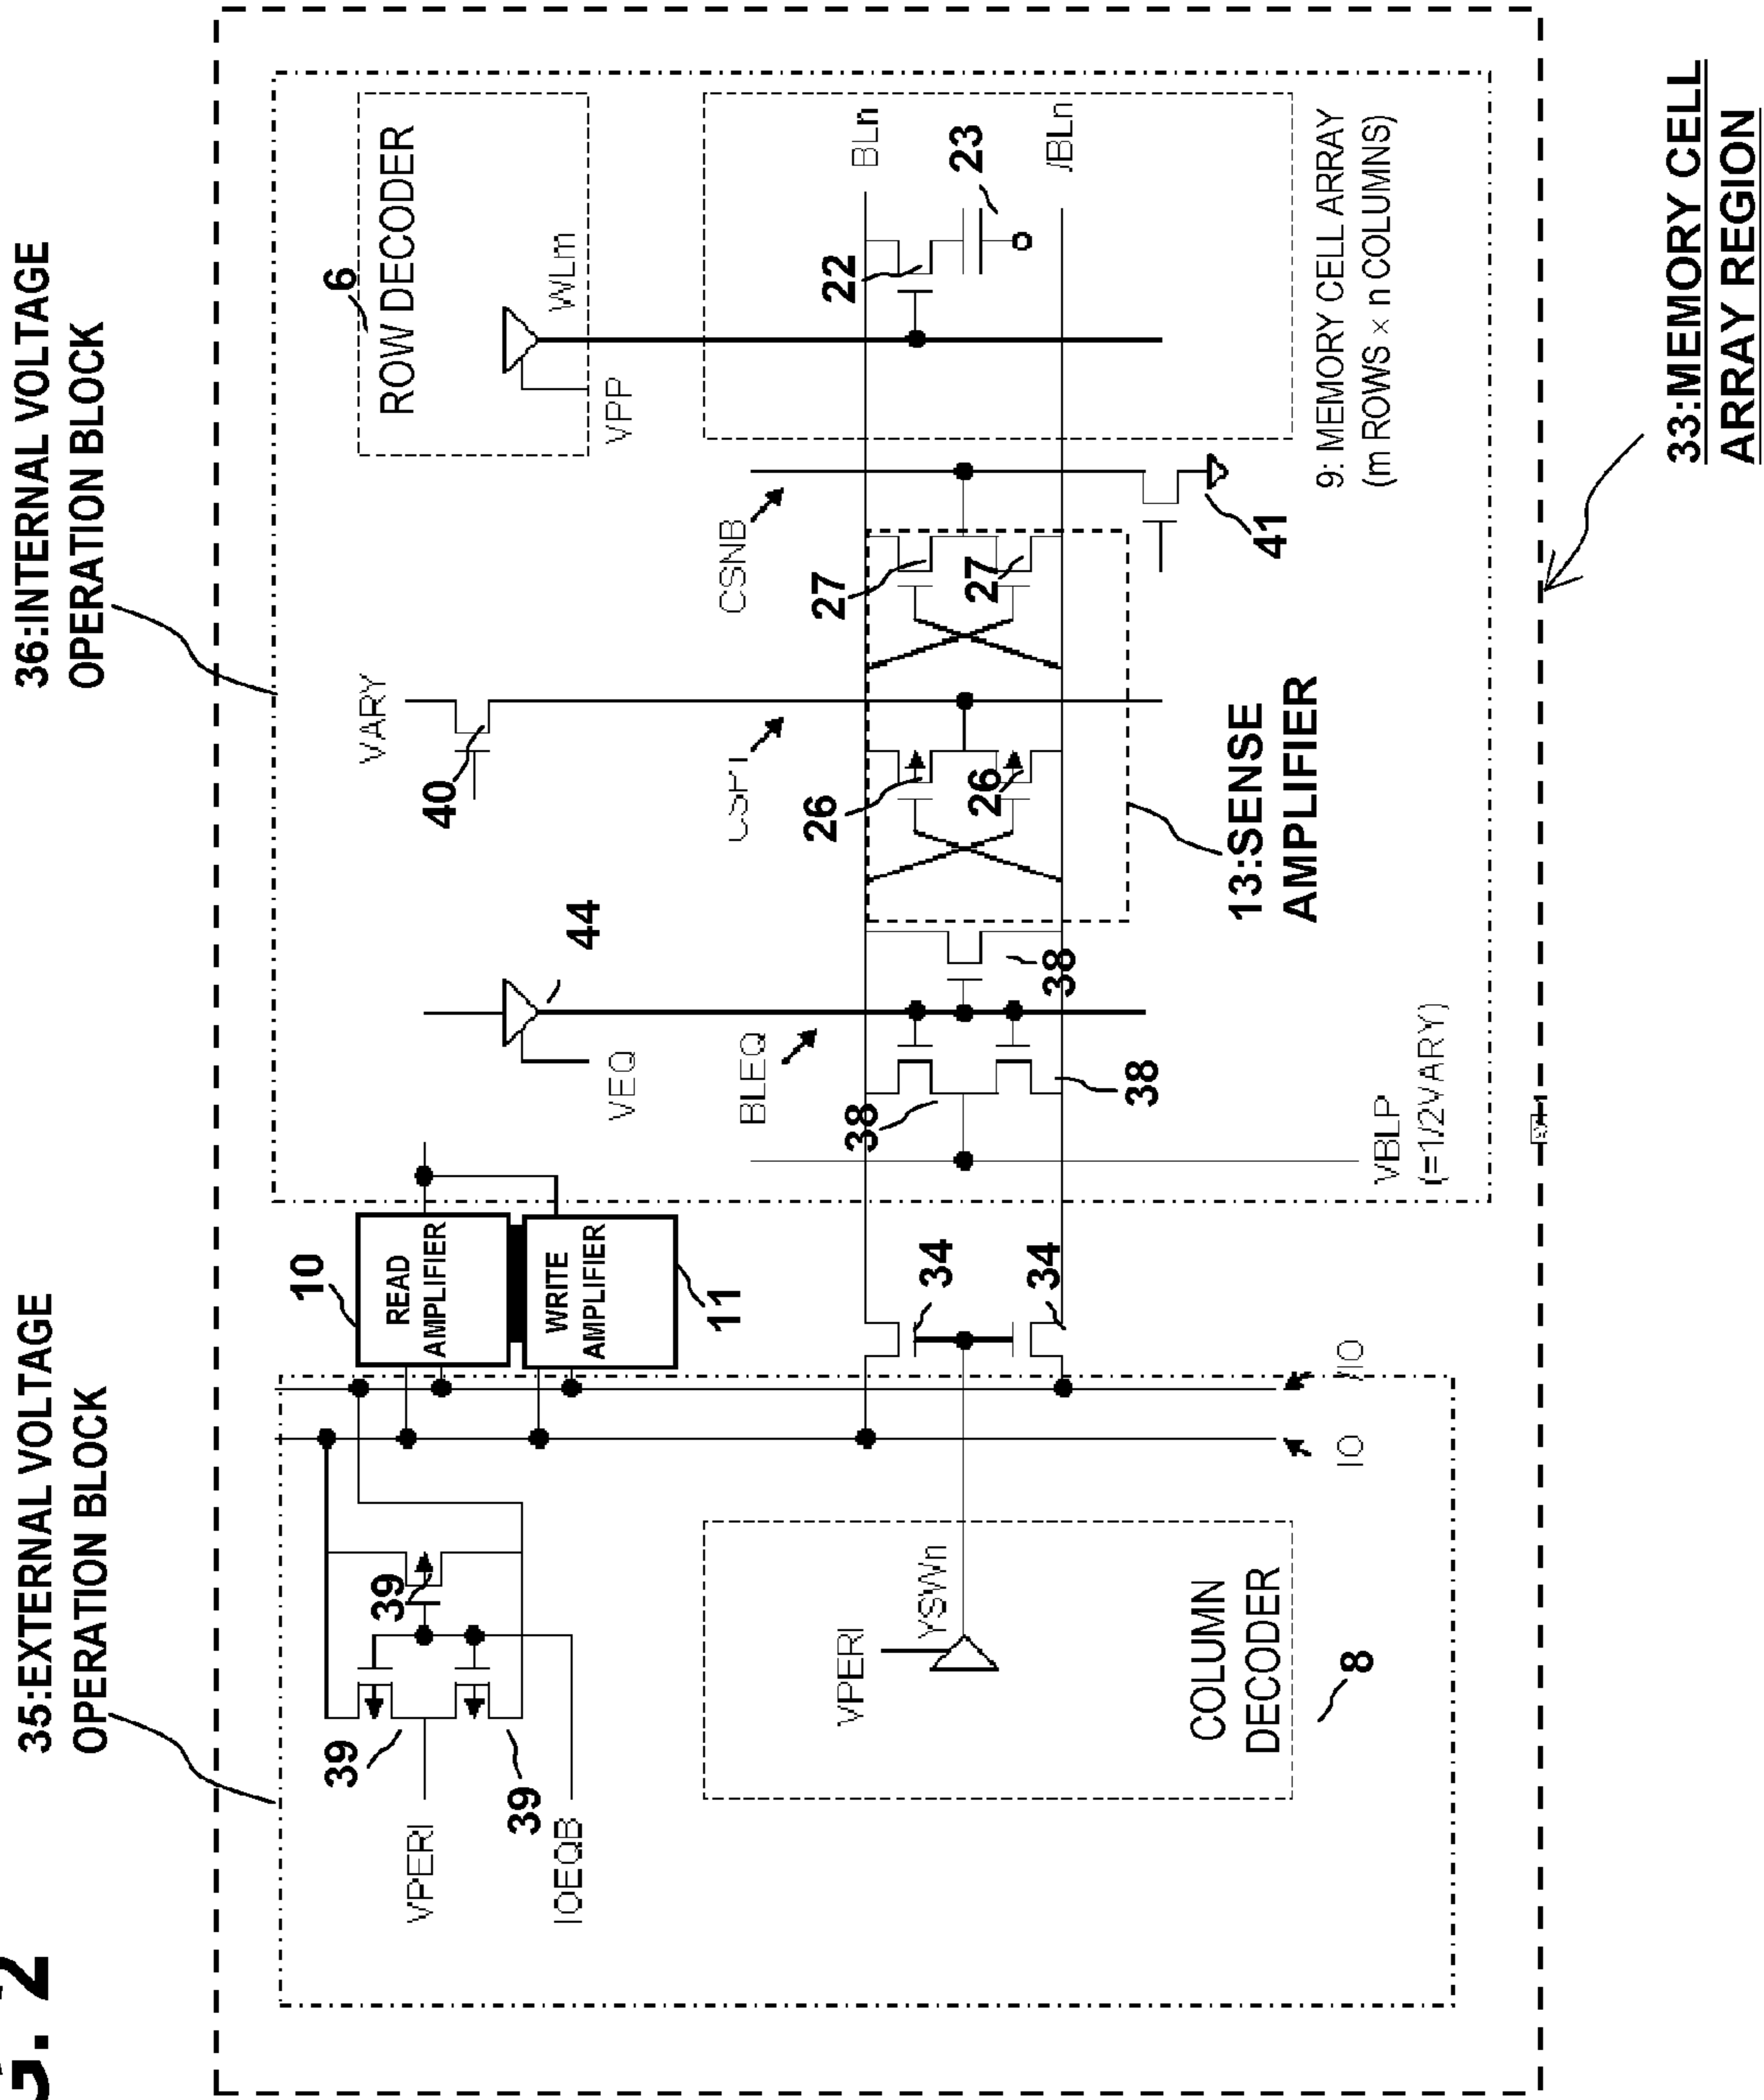 G. 2
35:EXTERNAL VOLTAGE
OPERATION BLOCK
36:INTERNAL VOLTAGE
OPERATION BLOCK
VPERI
IOEQB
39
39
39
10
READ
AMPLIFIER
WRITE
AMPLIFIER
11
VEQ
44
BLEQ
VARY
40
CSNB
6
ROW DECODER
WLm
VPP
VPERI
YSWn
COLUMN
DECODER
8
IO
/IO
34
34
38
38
38
VBLP
(=1/2VARY)
26
26
27
27
13:SENSE
AMPLIFIER
41
22
23
BLn
/BLn
9: MEMORY CELL ARRAY
(m ROWS × n COLUMNS)
33:MEMORY CELL
ARRAY REGION